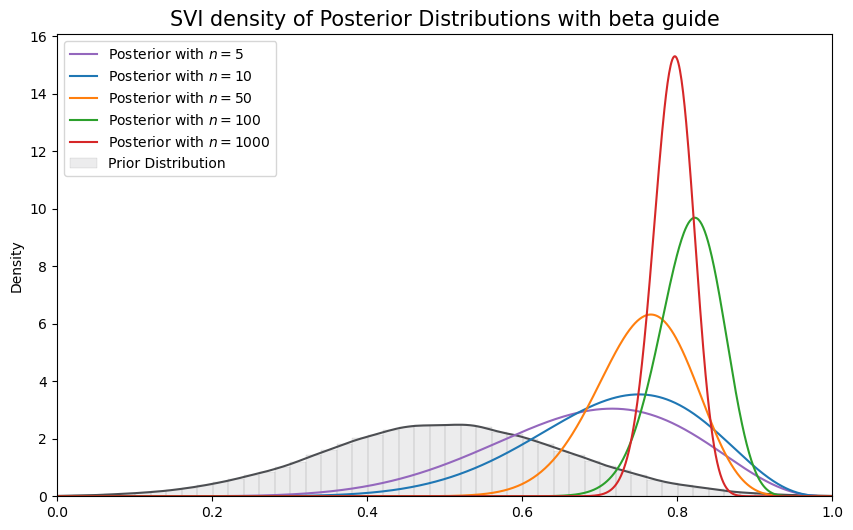 SVI density of Posterior Distributions with beta guide
16
14
12
10
8
6
4
2
0
Density
Posterior with n = 5
Posterior with n = 10
Posterior with n = 50
Posterior with n = 100
Posterior with n = 1000
Prior Distribution
0.0 0.2 0.4 0.6 0.8 1.0